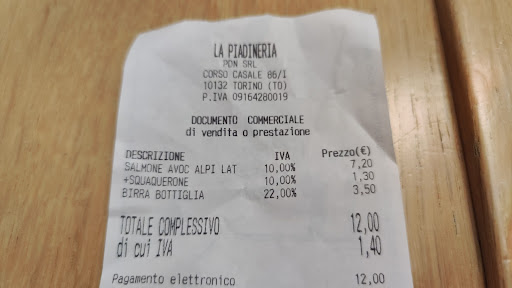 LA PIADINERIA
PDN SRL
CORSO CASALE 86/I
10132 TORINO (TO)
P.IVA 09164280019
DOCUMENTO COMMERCIALE
di vendita o prestazione
DESCRIZIONE IVA Prezzo(€)
SALMONE AVOC ALPI LAT 10,00% 7,20
+SQUAQUERONE 10,00% 1,30
BIRRA BOTTIGLIA 22,00% 3,50
TOTALE COMPLESSIVO 12,00
di cui IVA 1,40
Pagamento elettronico 12,00